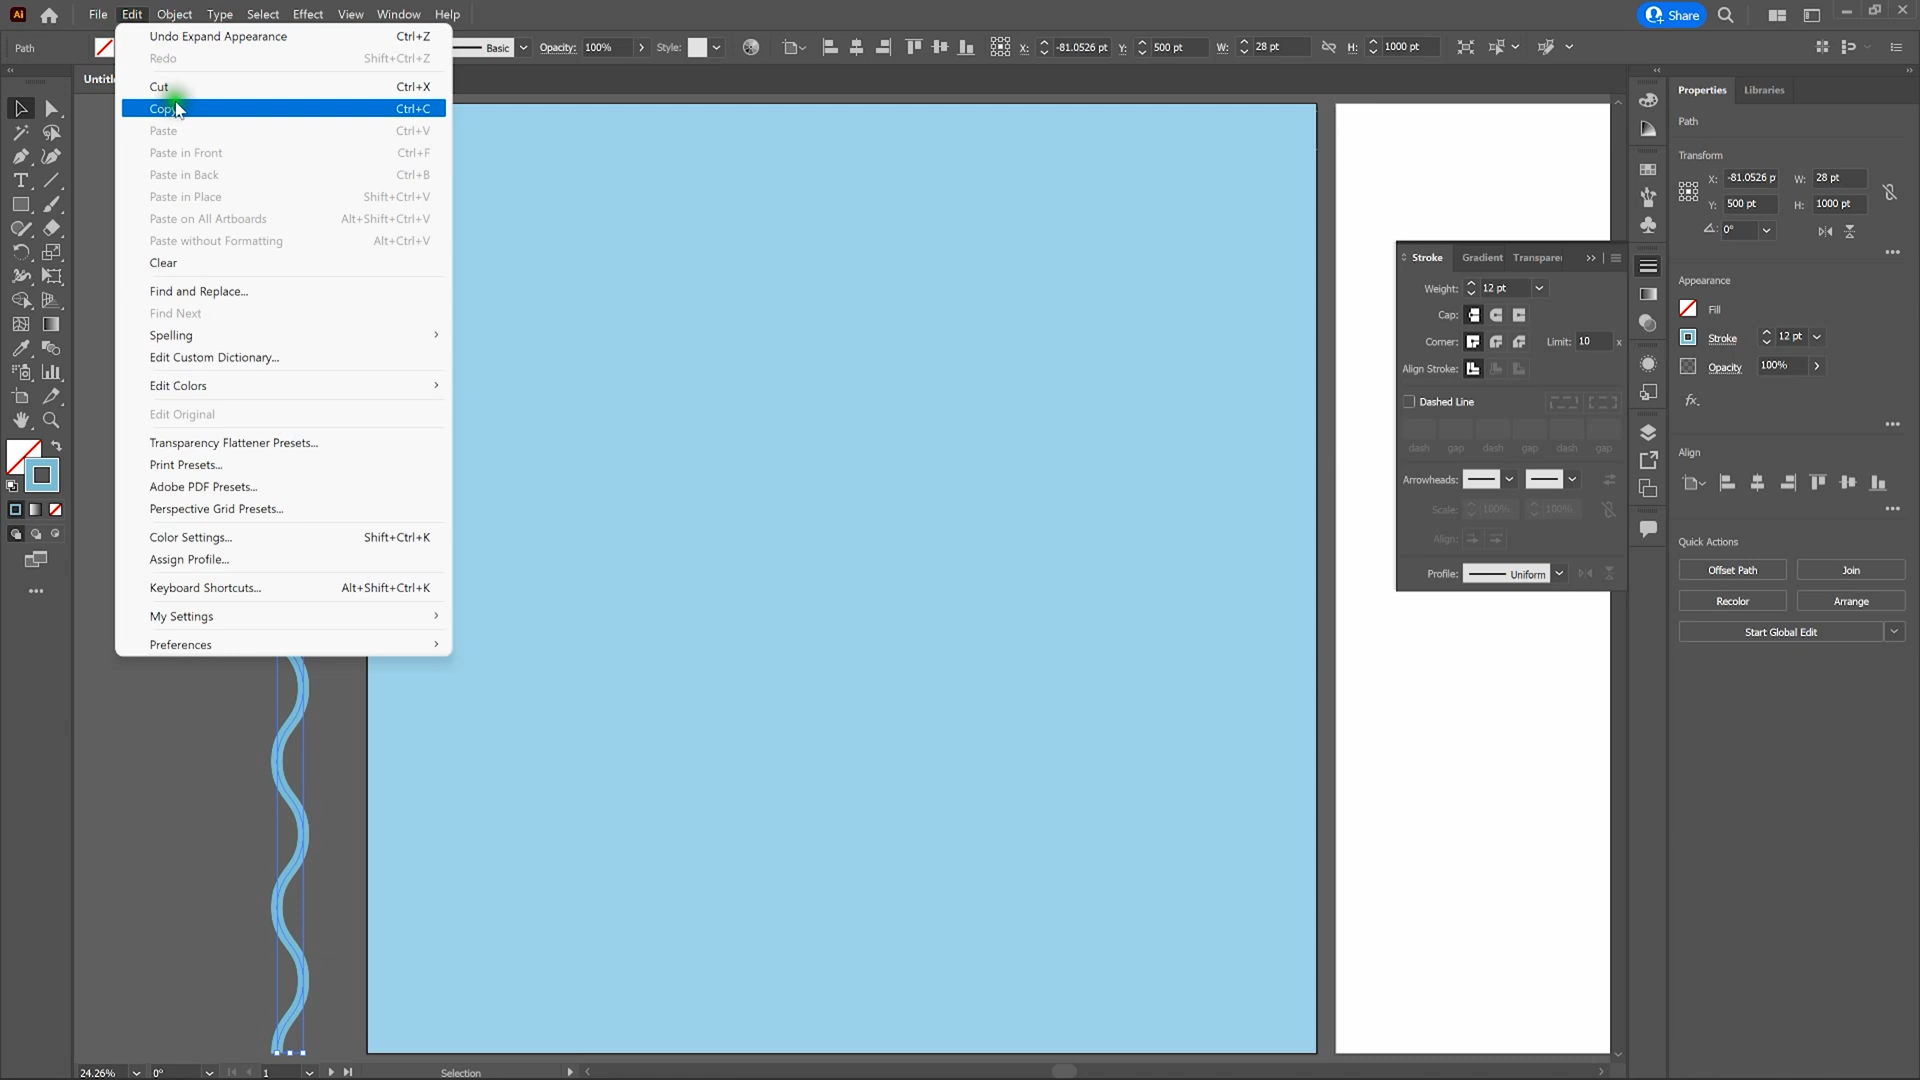 Ai File Edit Object Type Select Effect View Window Help Share
Path Basic Opacity: 100% Style: X: -81.0526 pt Y: 500 pt W: 28 pt H: 1000 pt
Undo Expand Appearance Ctrl+Z
Redo Shift+Ctrl+Z
Cut Ctrl+X
Copy Ctrl+C
Paste Ctrl+V
Paste in Front Ctrl+F
Paste in Back Ctrl+B
Paste in Place Shift+Ctrl+V
Paste on All Artboards Alt+Shift+Ctrl+V
Paste without Formatting Alt+Ctrl+V
Clear
Find and Replace...
Find Next
Spelling
Edit Custom Dictionary...
Edit Colors
Edit Original
Transparency Flattener Presets...
Print Presets...
Adobe PDF Presets...
Perspective Grid Presets...
Color Settings... Shift+Ctrl+K
Assign Profile...
Keyboard Shortcuts... Alt+Shift+Ctrl+K
My Settings
Preferences
Stroke Gradient
Weight: 12 pt
Cap:
Corner: Limit: 10 x
Align Stroke:
Dashed Line
dash gap dash gap dash gap
Arrowheads:
Scale: 100% 100%
Align:
Profile: Uniform
Properties Libraries
Path
Transform
X: -81.0526 p W: 28 pt
Y: 500 pt H: 1000 pt
0°
Appearance
Fill
Stroke 12 pt
Opacity 100%
fx.
Align
Quick Actions
Offset Path Join
Recolor Arrange
Start Global Edit
24.26% 0° 1 Selection